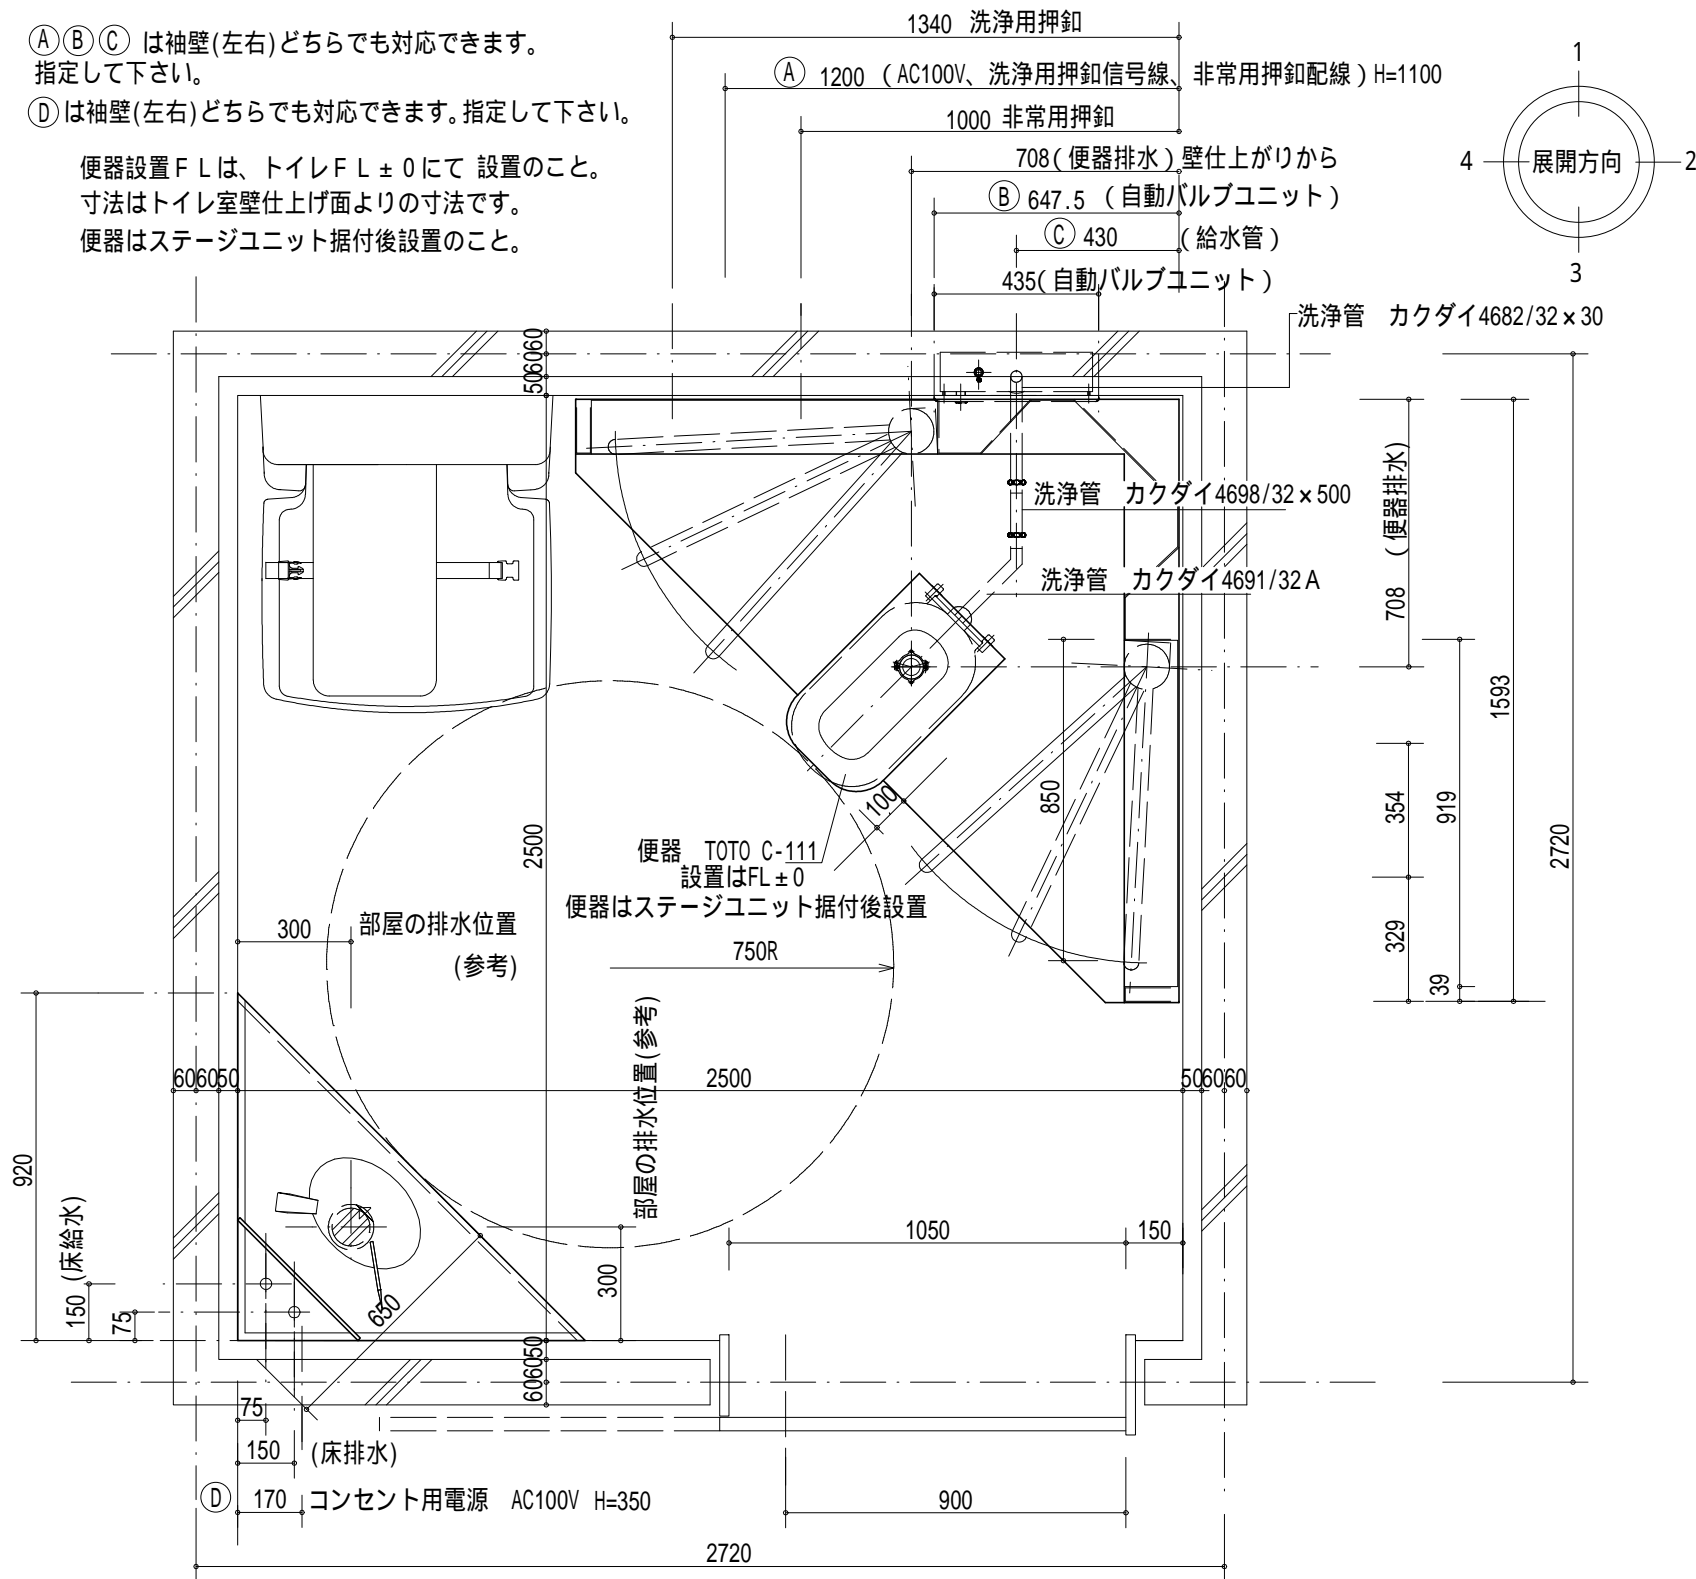 Ⓐ Ⓑ Ⓒ は袖壁(左右)どちらでも対応できます。
指定して下さい。
Ⓓ は袖壁(左右)どちらでも対応できます。指定して下さい。
便器設置ＦＬは、トイレＦＬ±０にて 設置のこと。
寸法はトイレ室壁仕上げ面よりの寸法です。
便器はステージユニット据付後設置のこと。
1340 洗浄用押釦
Ⓐ 1200 (AC100V、洗浄用押釦信号線、非常用押釦配線)H=1100
1000 非常用押釦
708(便器排水)壁仕上がりから
Ⓑ 647.5 (自動バルブユニット)
Ⓒ 430 (給水管)
435(自動バルブユニット)
1
4 展開方向 2
3
洗浄管 カクダイ4682/32×30
506060
洗浄管 カクダイ4698/32×500
洗浄管 カクダイ4691/32A
708 (便器排水)
1593
2720
354
919
329
39
850
100
2500
便器 TOTO C-111
設置はFL±0
便器はステージユニット据付後設置
300
部屋の排水位置
(参考)
750R
部屋の排水位置(参考)
606050
2500
506060
920
150 (床給水)
75
650
300
1050
150
606050
75
150
(床排水)
Ⓓ 170 コンセント用電源 AC100V H=350
900
2720